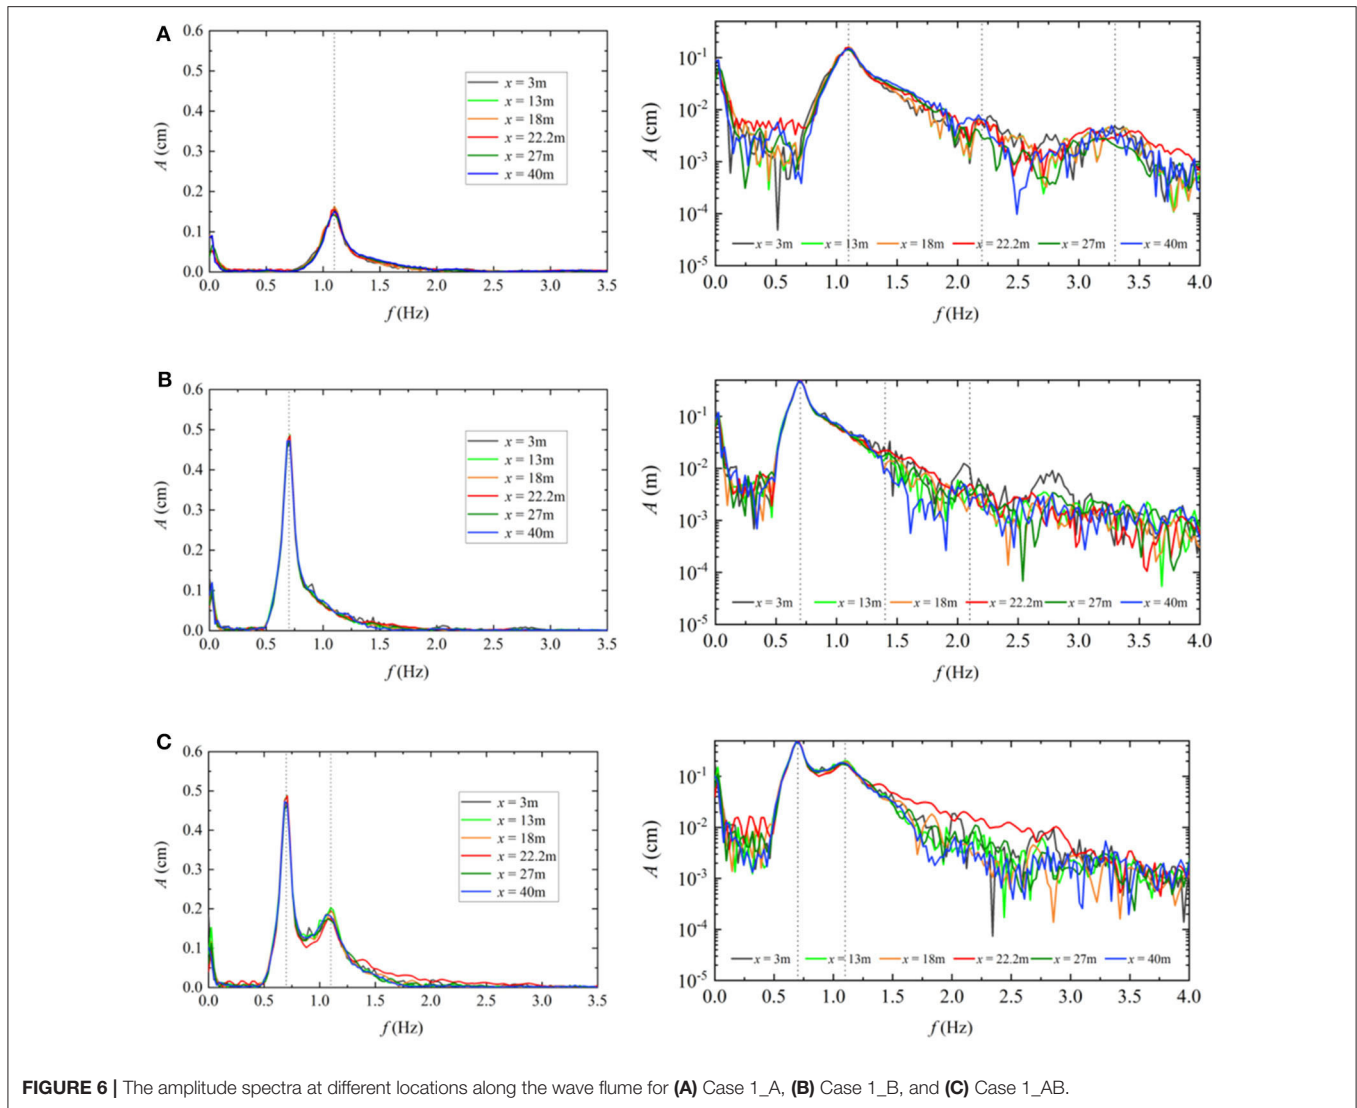 A
0.6
0.5
0.4
0.3
0.2
0.1
0.0
A (cm)
0.0 0.5 1.0 1.5 2.0 2.5 3.0 3.5
f (Hz)
x = 3m
x = 13m
x = 18m
x = 22.2m
x = 27m
x = 40m
10⁻¹
10⁻²
10⁻³
10⁻⁴
10⁻⁵
A (cm)
x = 3m x = 13m x = 18m x = 22.2m x = 27m x = 40m
0.0 0.5 1.0 1.5 2.0 2.5 3.0 3.5 4.0
f (Hz)
B
0.6
0.5
0.4
0.3
0.2
0.1
0.0
A (cm)
0.0 0.5 1.0 1.5 2.0 2.5 3.0 3.5
f (Hz)
x = 3m
x = 13m
x = 18m
x = 22.2m
x = 27m
x = 40m
10⁻¹
10⁻²
10⁻³
10⁻⁴
10⁻⁵
A (m)
x = 3m x = 13m x = 18m x = 22.2m x = 27m x = 40m
0.0 0.5 1.0 1.5 2.0 2.5 3.0 3.5 4.0
f (Hz)
C
0.6
0.5
0.4
0.3
0.2
0.1
0.0
A (cm)
0.0 0.5 1.0 1.5 2.0 2.5 3.0 3.5
f (Hz)
x = 3m
x = 13m
x = 18m
x = 22.2m
x = 27m
x = 40m
10⁻¹
10⁻²
10⁻³
10⁻⁴
10⁻⁵
A (cm)
x = 3m x = 13m x = 18m x = 22.2m x = 27m x = 40m
0.0 0.5 1.0 1.5 2.0 2.5 3.0 3.5 4.0
f (Hz)
FIGURE 6 | The amplitude spectra at different locations along the wave flume for (A) Case 1_A, (B) Case 1_B, and (C) Case 1_AB.